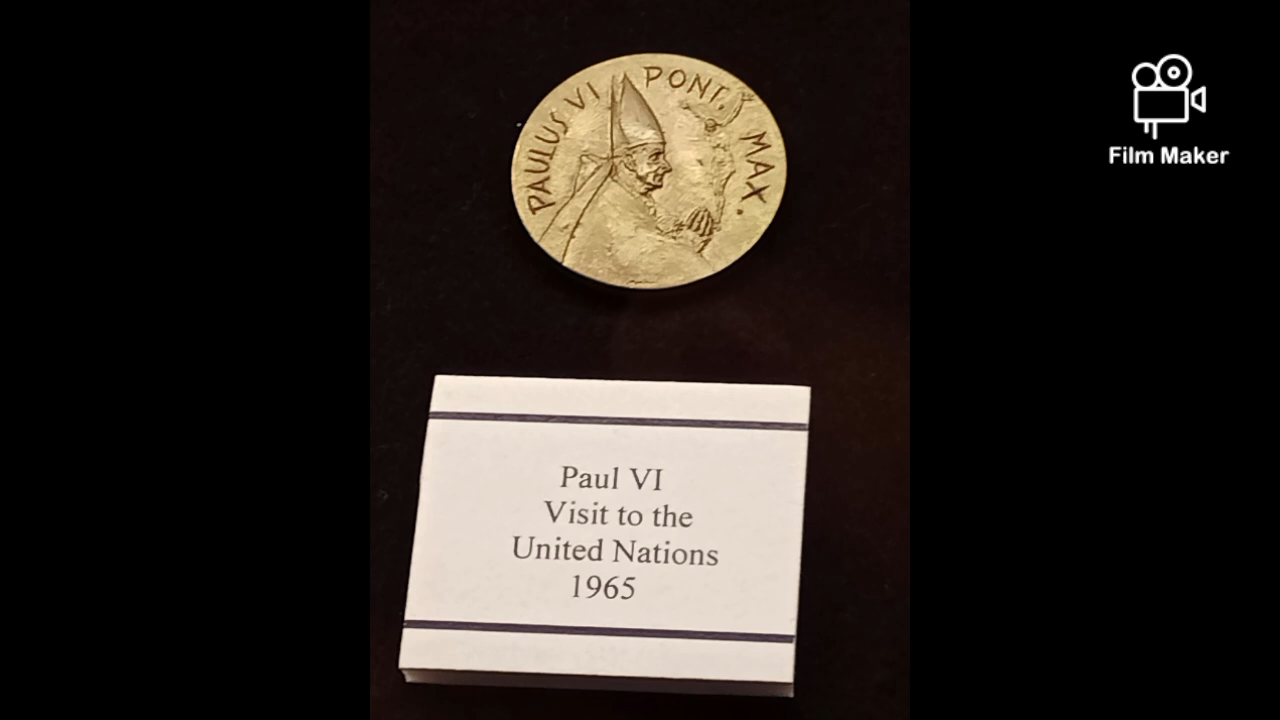 PAULUS VI PONT. MAX.
Film Maker
Paul VI
Visit to the
United Nations
1965